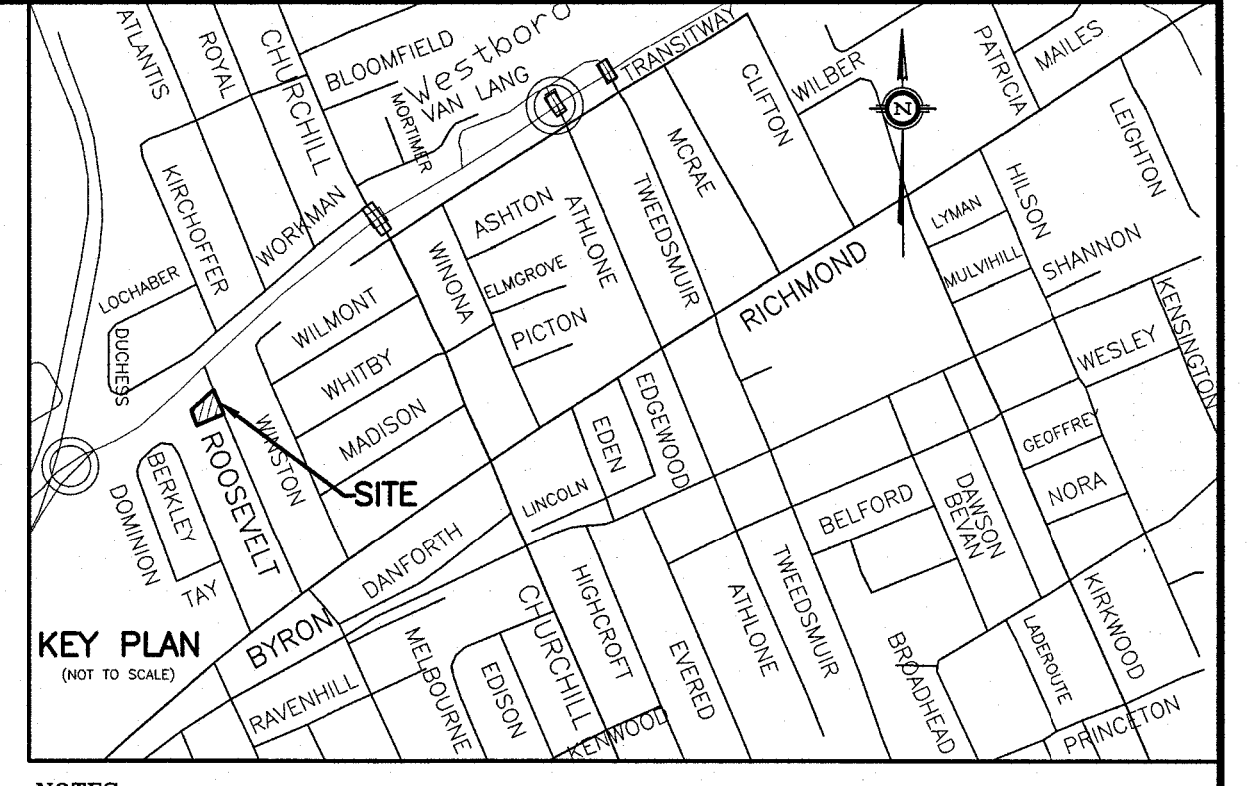 ATLANTIS
ROYAL
CHURCHILL
BLOOMFIELD
Westboro
VAN LANG
MORTIMER
TRANSITWAY
CLIFTON
WILBER
PATRICIA
MAILES
N
LEIGHTON
KIRCHOFFER
WORKMAN
ASHTON
ATHLONE
TWEEDSMUIR
MCRAE
LYMAN
HILSON
SHANNON
MULVIHILL
LOCHABER
DUCHESS
WILMONT
WINONA
ELMGROVE
PICTON
RICHMOND
KENSINGTON
WESLEY
WHITBY
MADISON
WINSTON
EDEN
EDGEWOOD
GEOFFREY
NORA
ROOSEVELT
SITE
BERKLEY
DOMINION
TAY
LINCOLN
BELFORD
DAWSON
BEVAN
DANFORTH
BYRON
KEY PLAN
(NOT TO SCALE)
RAVENHILL
MELBOURNE
EDISON
CHURCHILL
HIGHCROFT
KENWOOD
EVERED
ATHLONE
TWEEDSMUIR
BROADHEAD
LADEROUTE
KIRKWOOD
PRINCETON
NOTES